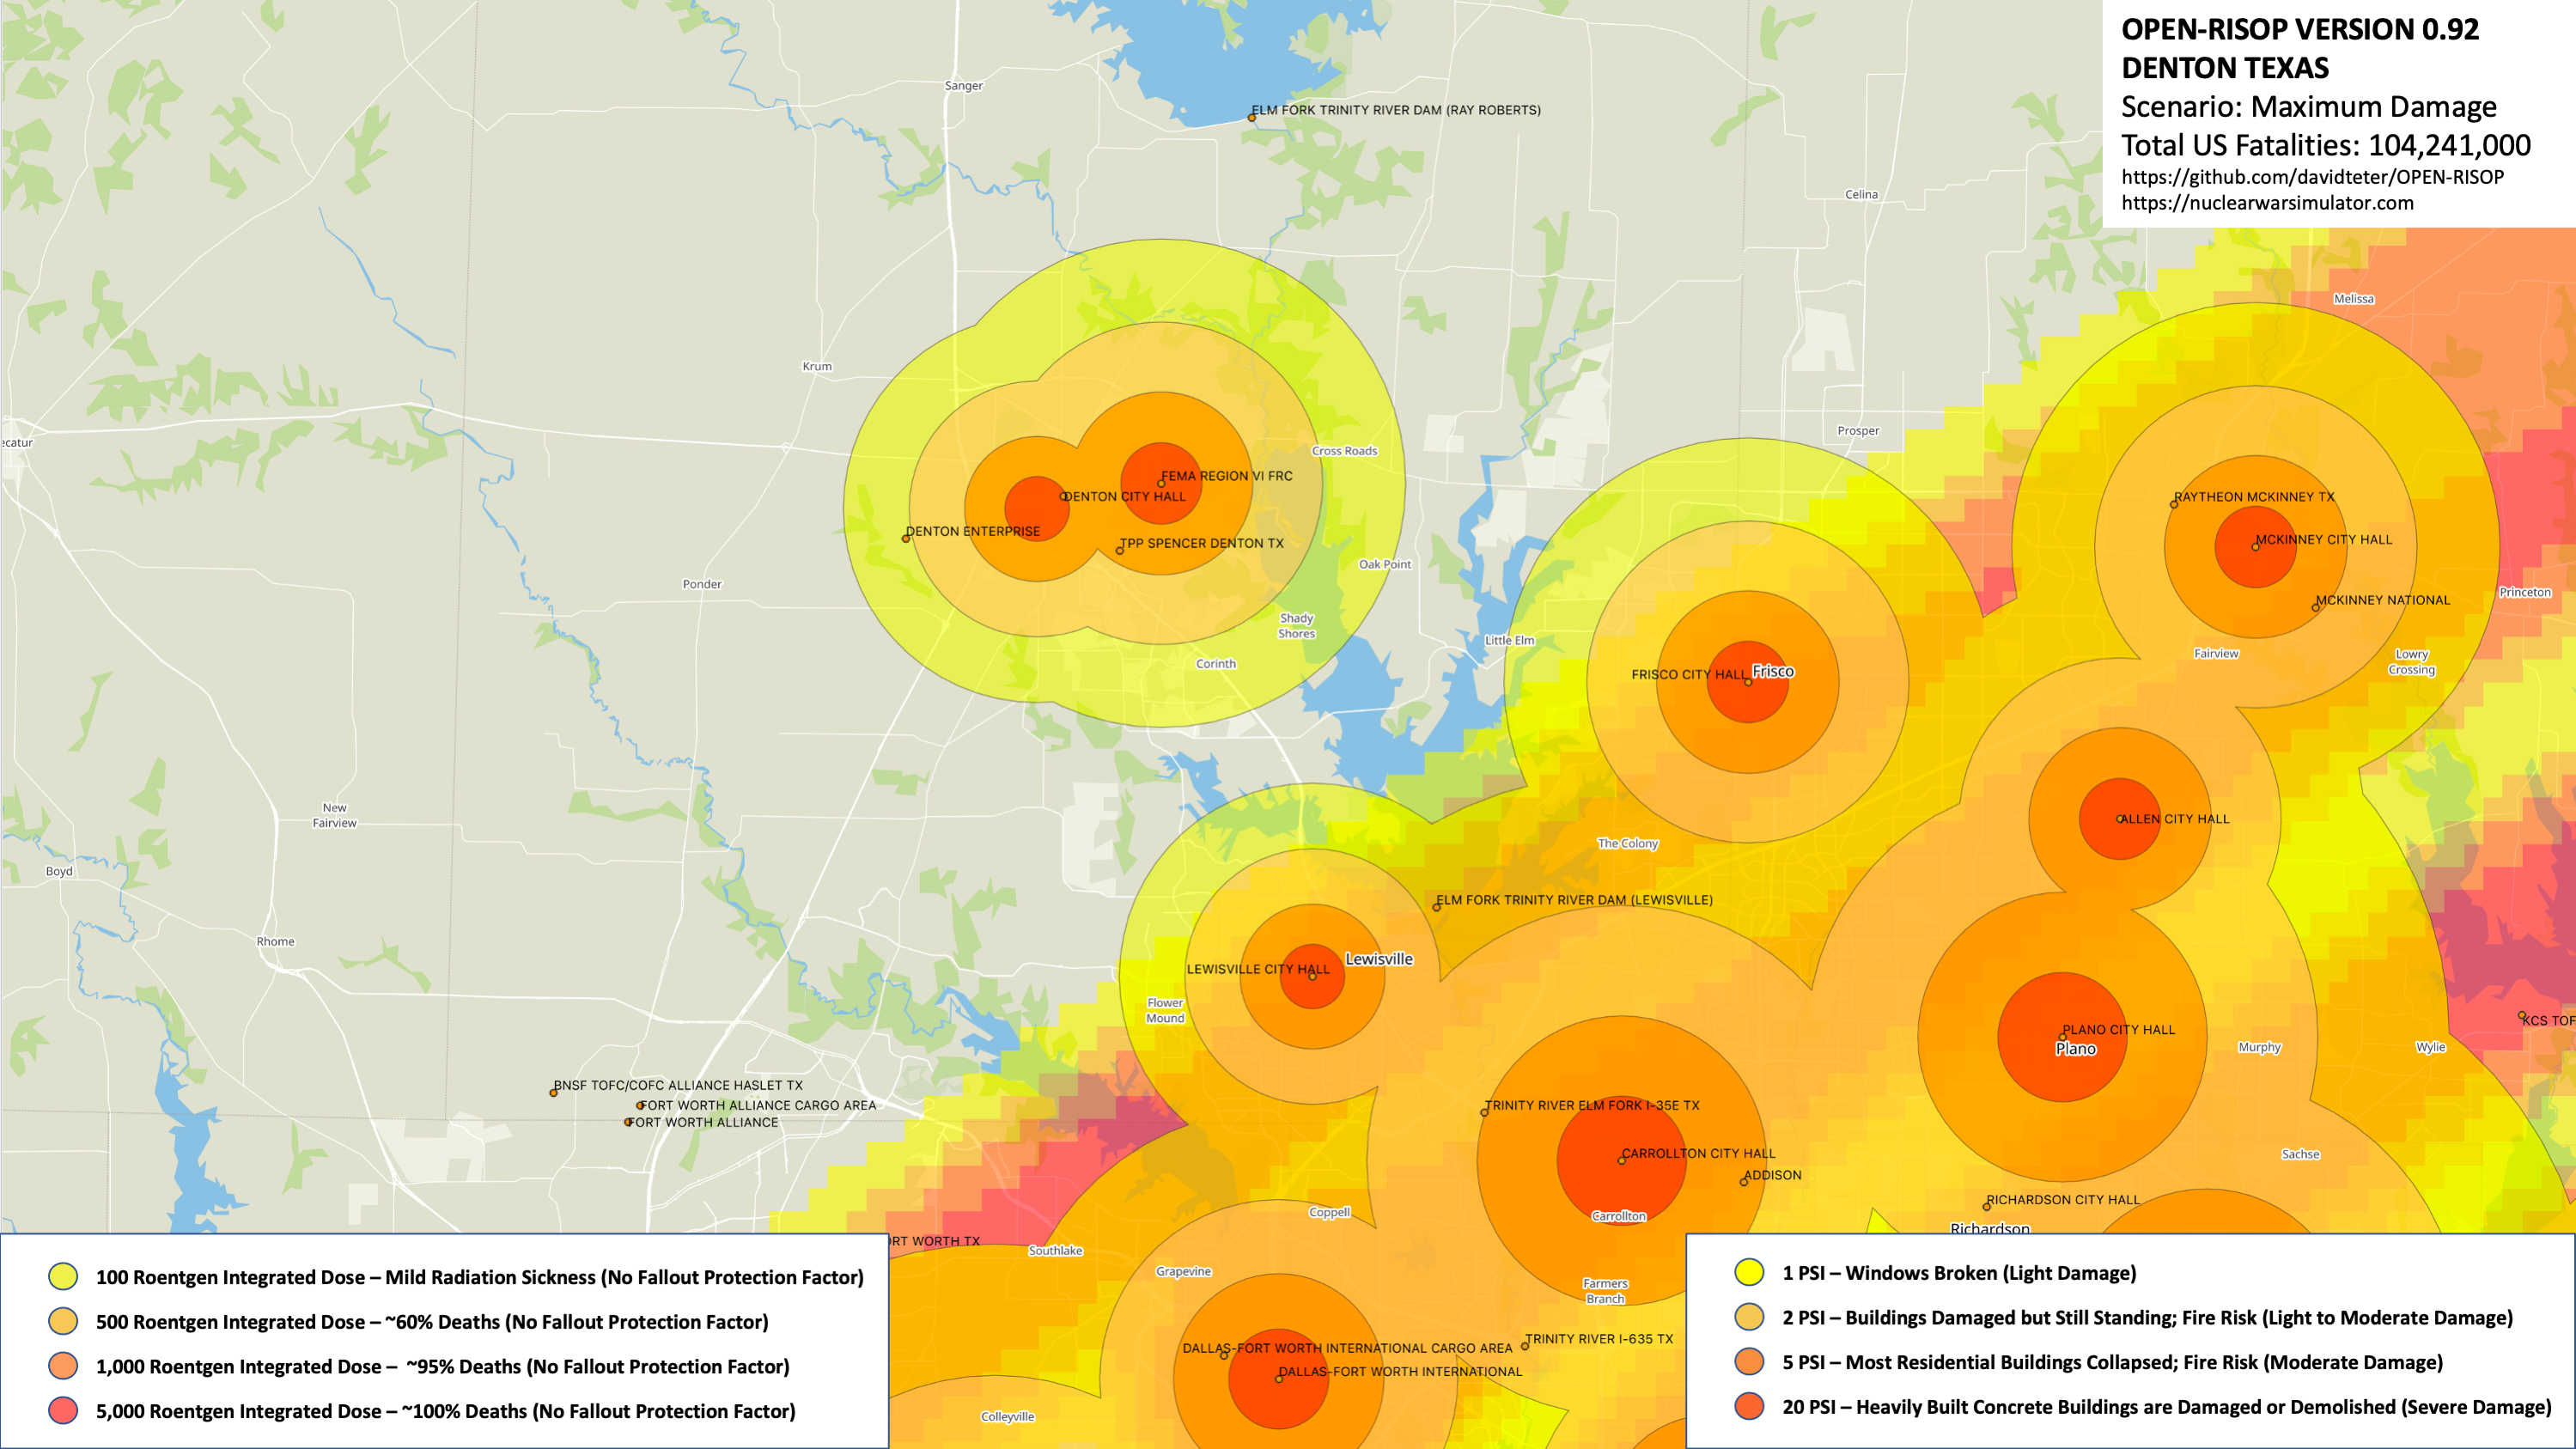 OPEN-RISOP VERSION 0.92
DENTON TEXAS
Scenario: Maximum Damage
Total US Fatalities: 104,241,000
https://github.com/davidteter/OPEN-RISOP
https://nuclearwarsimulator.com
Sanger
ELM FORK TRINITY RIVER DAM (RAY ROBERTS)
Celina
Melissa
Krum
Prosper
ecatur
Cross Roads
FEMA REGION VI FRC
DENTON CITY HALL
RAYTHEON MCKINNEY TX
DENTON ENTERPRISE
TPP SPENCER DENTON TX
MCKINNEY CITY HALL
Oak Point
Ponder
Princeton
MCKINNEY NATIONAL
Shady
Shores
Little Elm
Corinth
Fairview
Lowry
Crossing
FRISCO CITY HALL
Frisco
New
Fairview
ALLEN CITY HALL
The Colony
Boyd
ELM FORK TRINITY RIVER DAM (LEWISVILLE)
Rhome
Lewisville
LEWISVILLE CITY HALL
Flower
Mound
KCS TOF
PLANO CITY HALL
Plano
Murphy
Wylie
BNSF TOFC/COFC ALLIANCE HASLET TX
FORT WORTH ALLIANCE CARGO AREA
FORT WORTH ALLIANCE
TRINITY RIVER ELM FORK I-35E TX
CARROLLTON CITY HALL
Sachse
ADDISON
RICHARDSON CITY HALL
Richardson
Coppell
Carrollton
ORT WORTH TX
Southlake
Grapevine
Farmers
Branch
TRINITY RIVER I-635 TX
DALLAS-FORT WORTH INTERNATIONAL CARGO AREA
DALLAS-FORT WORTH INTERNATIONAL
Colleyville
100 Roentgen Integrated Dose – Mild Radiation Sickness (No Fallout Protection Factor)
500 Roentgen Integrated Dose – ~60% Deaths (No Fallout Protection Factor)
1,000 Roentgen Integrated Dose – ~95% Deaths (No Fallout Protection Factor)
5,000 Roentgen Integrated Dose – ~100% Deaths (No Fallout Protection Factor)
1 PSI – Windows Broken (Light Damage)
2 PSI – Buildings Damaged but Still Standing; Fire Risk (Light to Moderate Damage)
5 PSI – Most Residential Buildings Collapsed; Fire Risk (Moderate Damage)
20 PSI – Heavily Built Concrete Buildings are Damaged or Demolished (Severe Damage)